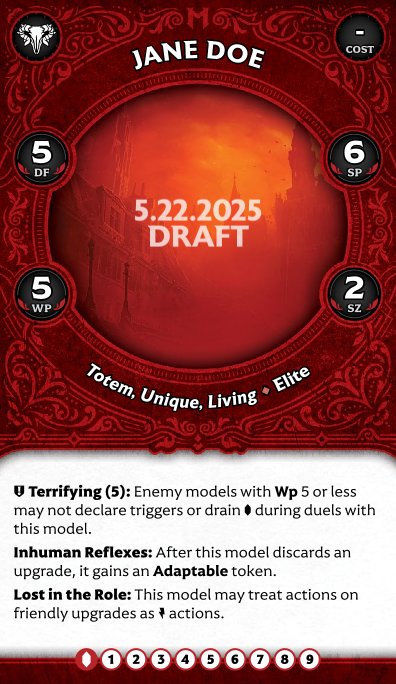 JANE DOE
-
COST
5
DF
6
SP
5.22.2025
DRAFT
5
WP
2
SZ
Totem, Unique, Living ♦ Elite
Terrifying (5): Enemy models with Wp 5 or less
may not declare triggers or drain during duels with
this model.
Inhuman Reflexes: After this model discards an
upgrade, it gains an Adaptable token.
Lost in the Role: This model may treat actions on
friendly upgrades as actions.
1 2 3 4 5 6 7 8 9